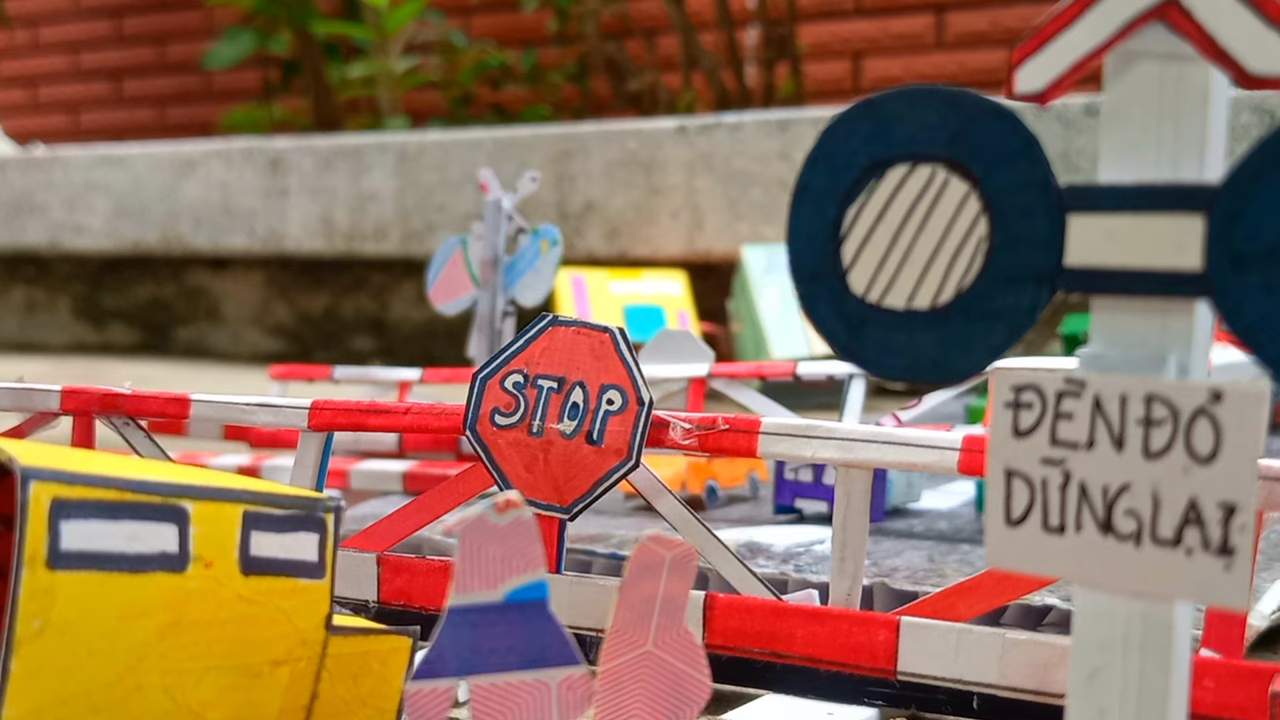 STOP
ĐÈN ĐỎ
DỪNG LẠI